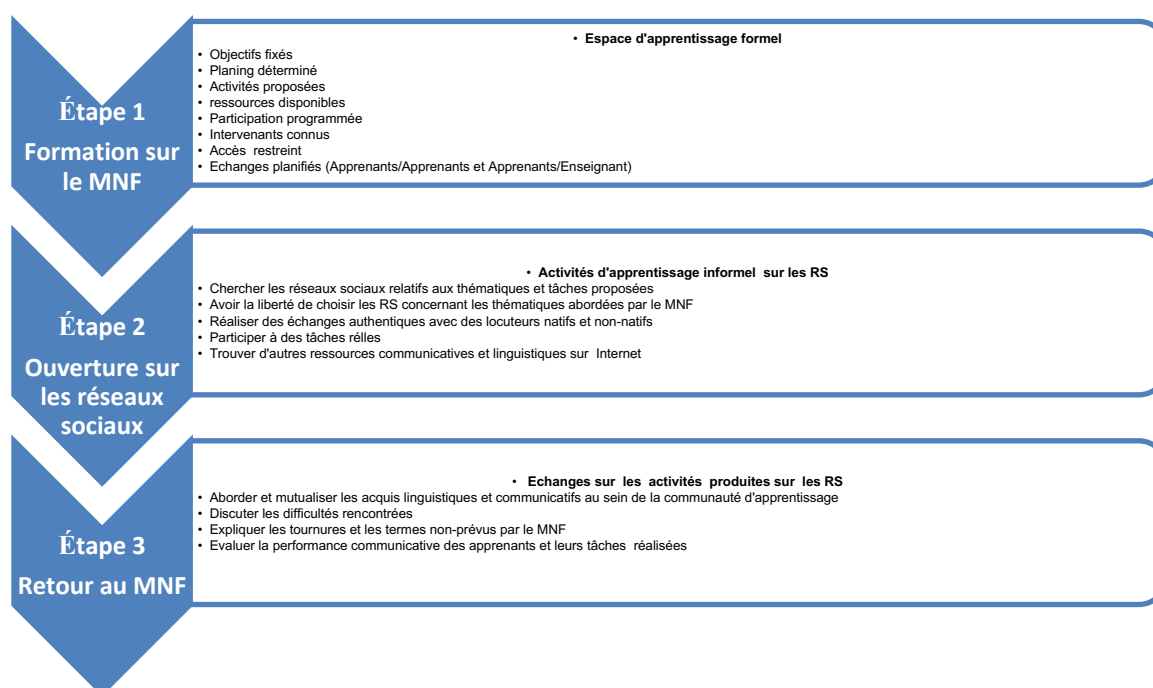 Étape 1
Formation sur
le MNF
• Espace d'apprentissage formel
• Objectifs fixés
• Planing déterminé
• Activités proposées
• ressources disponibles
• Participation programmée
• Intervenants connus
• Accès restreint
• Echanges planifiés (Apprenants/Apprenants et Apprenants/Enseignant)
Étape 2
Ouverture sur
les réseaux
sociaux
• Activités d'apprentissage informel sur les RS
• Chercher les réseaux sociaux relatifs aux thématiques et tâches proposées
• Avoir la liberté de choisir les RS concernant les thématiques abordées par le MNF
• Réaliser des échanges authentiques avec des locuteurs natifs et non-natifs
• Participer à des tâches rélles
• Trouver d'autres ressources communicatives et linguistiques sur Internet
Étape 3
Retour au MNF
• Echanges sur les activités produites sur les RS
• Aborder et mutualiser les acquis linguistiques et communicatifs au sein de la communauté d'apprentissage
• Discuter les difficultés rencontrées
• Expliquer les tournures et les termes non-prévus par le MNF
• Evaluer la performance communicative des apprenants et leurs tâches réalisées